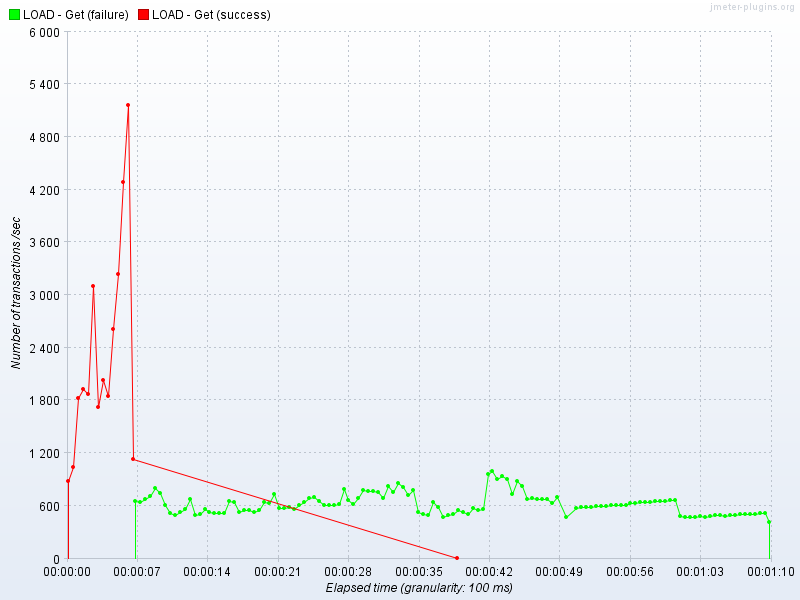 jmeter-plugins.org
LOAD - Get (failure) LOAD - Get (success)
6 000
5 400
4 800
4 200
3 600
3 000
2 400
1 800
1 200
600
0
Number of transactions /sec
00:00:00 00:00:07 00:00:14 00:00:21 00:00:28 00:00:35 00:00:42 00:00:49 00:00:56 00:01:03 00:01:10
Elapsed time (granularity: 100 ms)